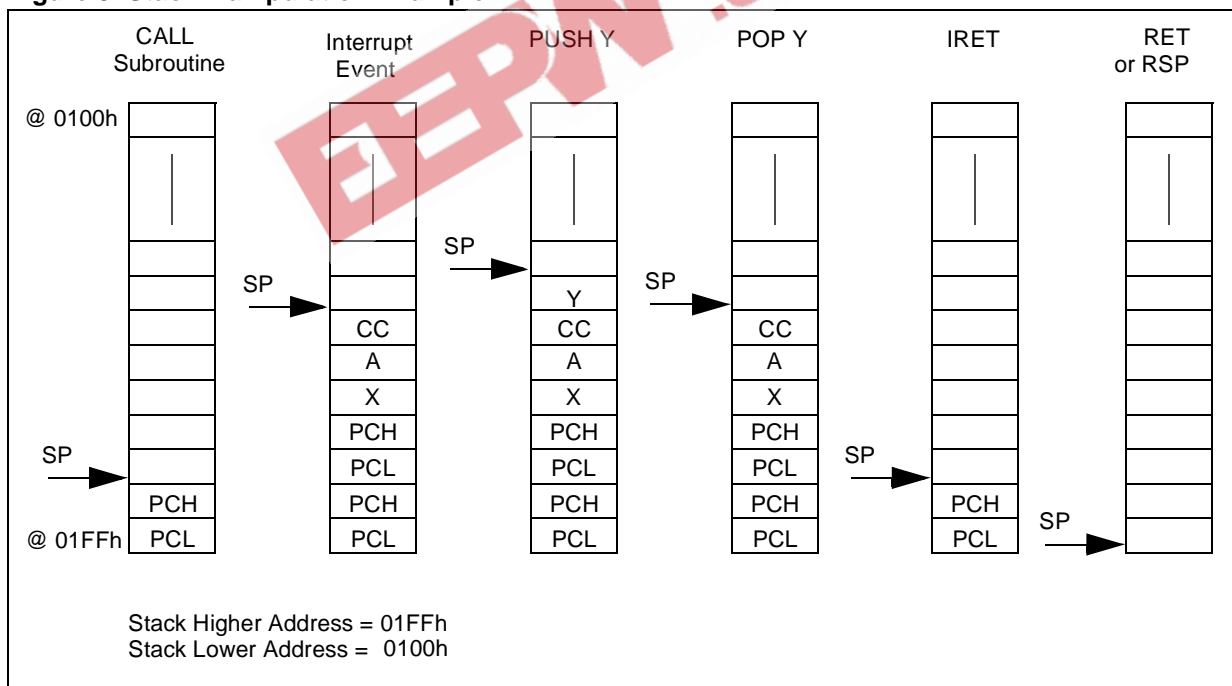 CALL
Subroutine
Interrupt
Event
PUSH Y
POP Y
IRET
RET
or RSP
@ 0100h
SP
SP
SP
Y
CC
CC
CC
A
A
A
X
X
X
PCH
PCH
PCH
SP
PCL
PCL
PCL
SP
PCH
PCH
PCH
PCH
PCH
SP
@ 01FFh
PCL
PCL
PCL
PCL
PCL
Stack Higher Address = 01FFh
Stack Lower Address = 0100h